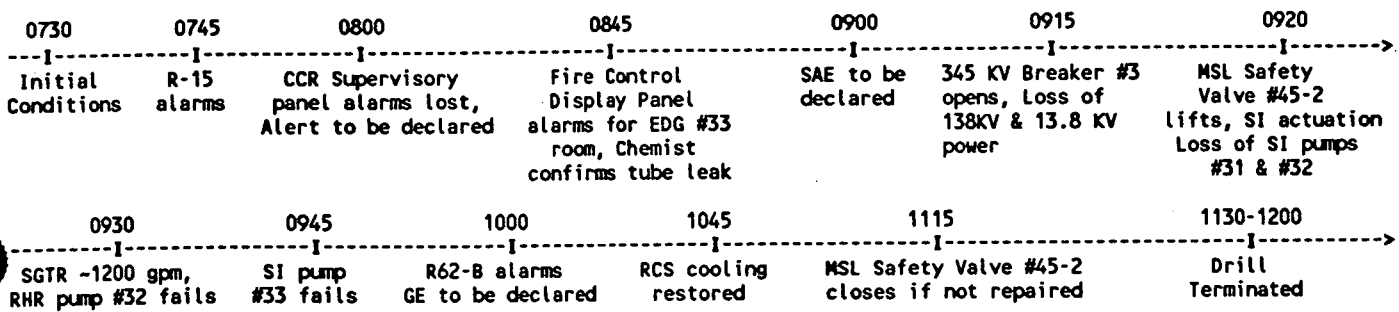 0730 0745 0800 0845 0900 0915 0920
---I------------I-------------I--------------------I--------------------I----------------I------------------I-------->
Initial R-15 CCR Supervisory Fire Control SAE to be 345 KV Breaker #3 MSL Safety
Conditions alarms panel alarms lost, Display Panel declared opens, Loss of Valve #45-2
Alert to be declared alarms for EDG #33 138KV & 13.8 KV lifts, SI actuation
room, Chemist power Loss of SI pumps
confirms tube leak #31 & #32
0930 0945 1000 1045 1115 1130-1200
---------I----------------I---------------I----------------I------------------I--------------------------I----------->
SGTR ~1200 gpm, SI pump R62-B alarms RCS cooling MSL Safety Valve #45-2 Drill
RHR pump #32 fails #33 fails GE to be declared restored closes if not repaired Terminated